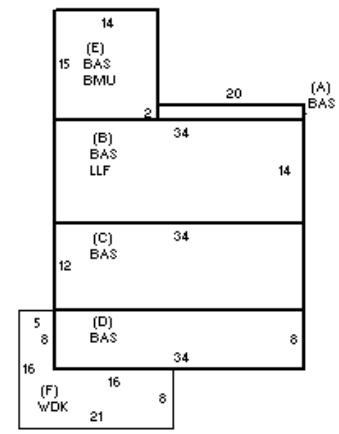 14
(E)
15 BAS
BMU
20
(A)
BAS
2
34
(B)
BAS
LLF
14
(C)
34
BAS
12
(D)
5
BAS
8
8
34
16
16
(F)
8
WDK
21